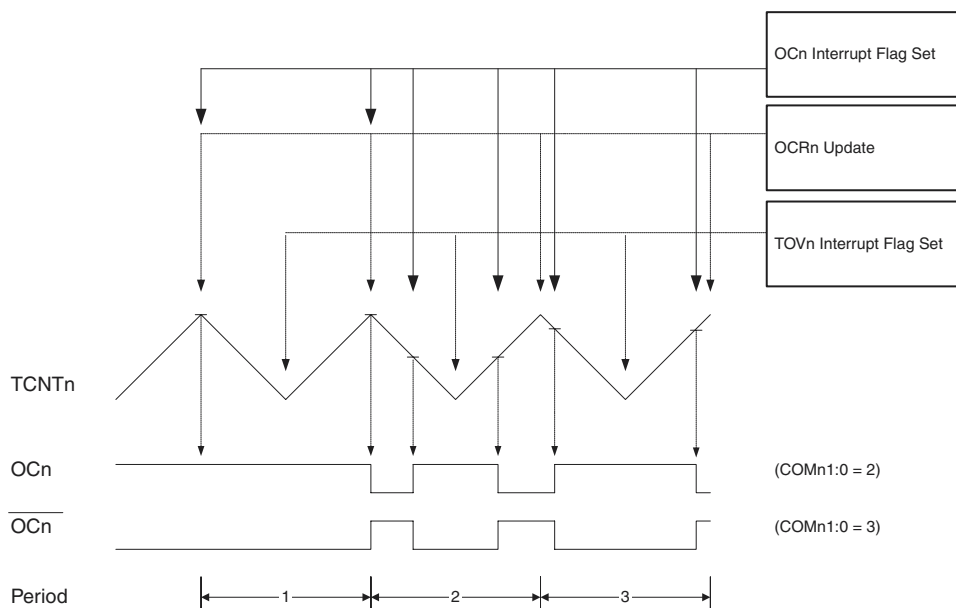 OCn Interrupt Flag Set
OCRn Update
TOVn Interrupt Flag Set
TCNTn
OCn
(COMn1:0 = 2)
OCn
(COMn1:0 = 3)
Period
1
2
3